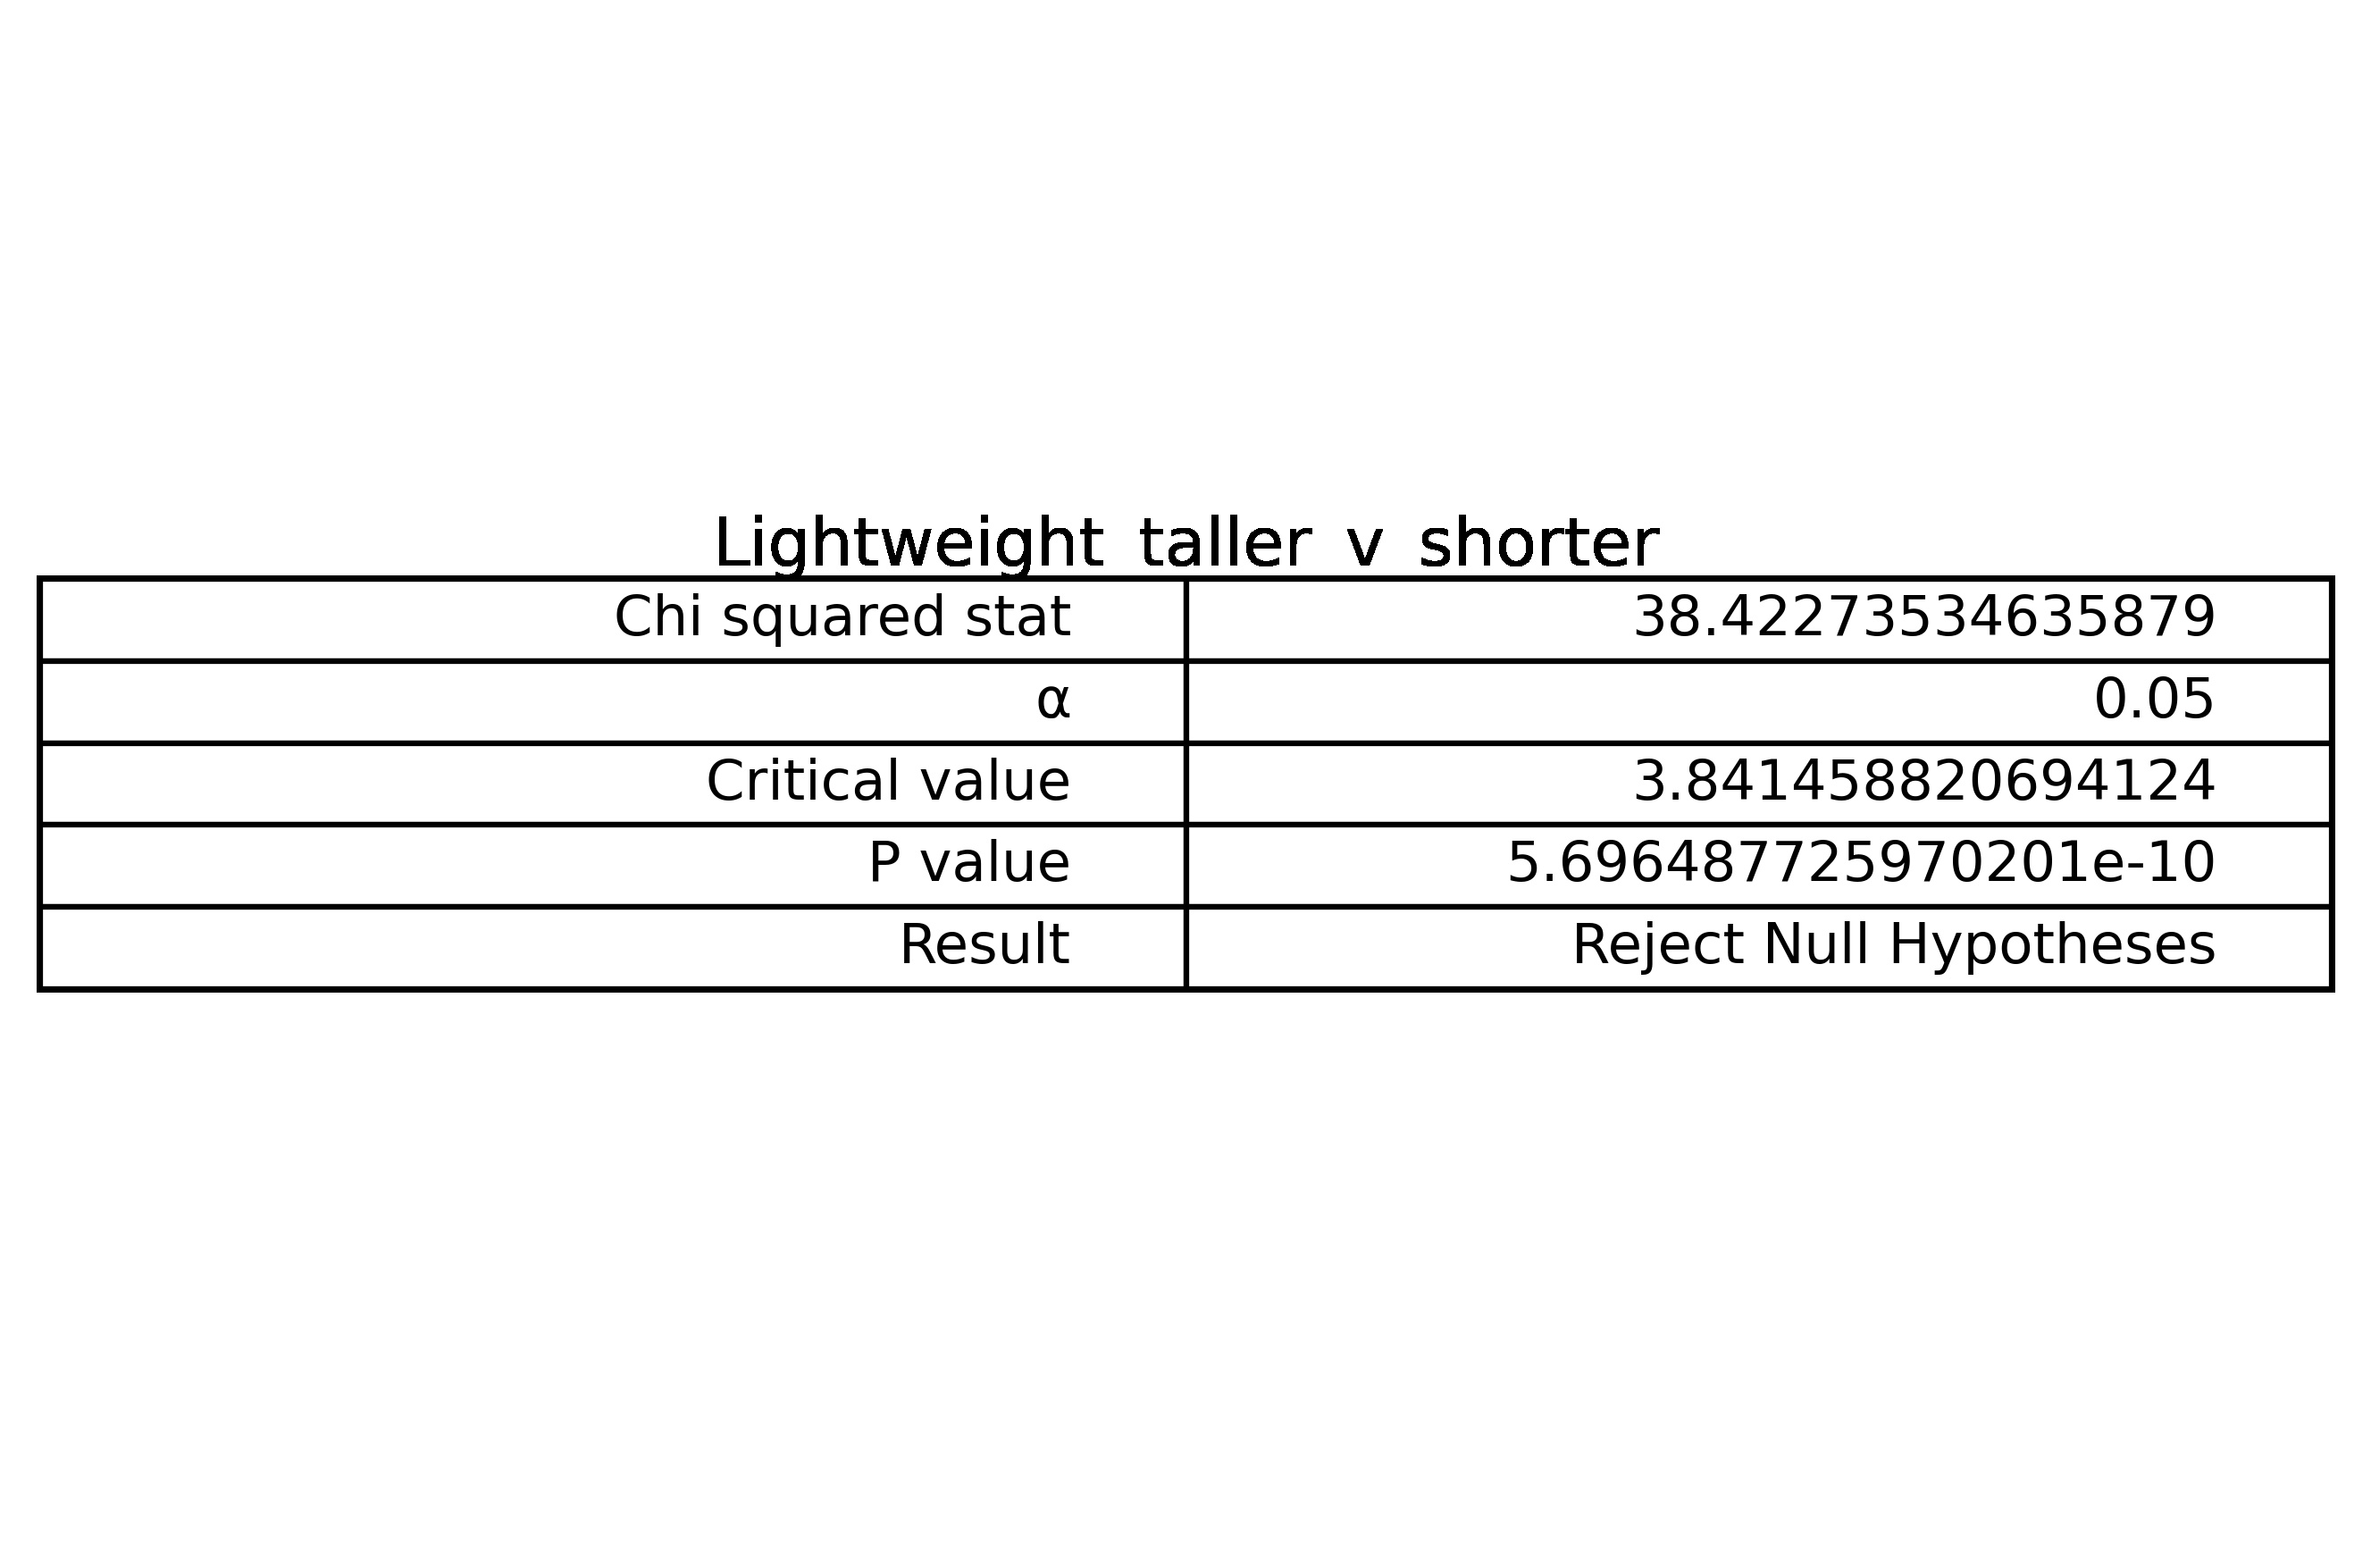 Lightweight taller v shorter
Chi squared stat 38.42273534635879
α 0.05
Critical value 3.841458820694124
P value 5.696487725970201e-10
Result Reject Null Hypotheses